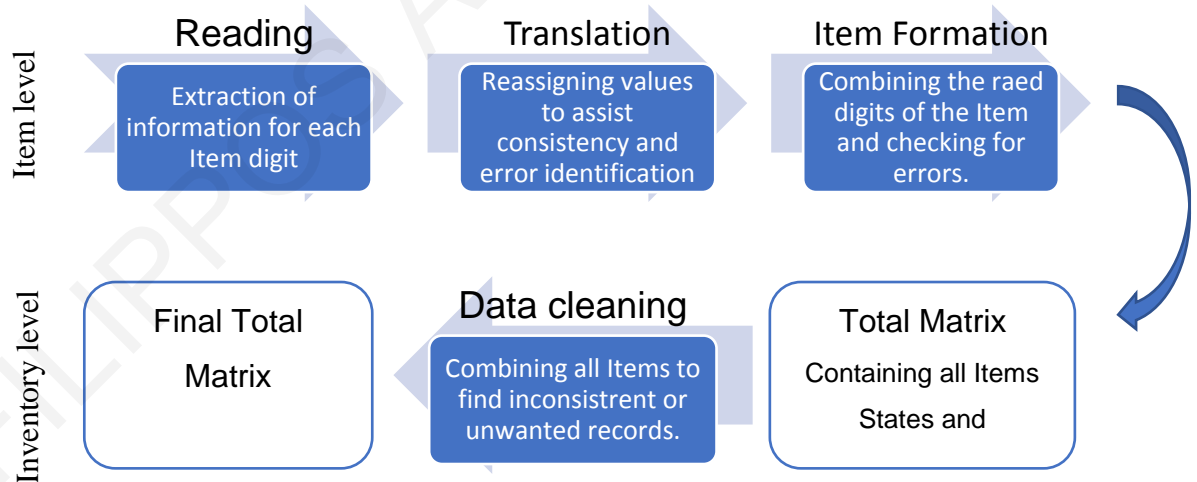 Item level
Reading
Extraction of
information for each
Item digit
Translation
Reassigning values
to assist
consistency and
error identification
Item Formation
Combining the raed
digits of the Item
and checking for
errors.
Inventory level
Final Total
Matrix
Data cleaning
Combining all Items to
find inconsistrent or
unwanted records.
Total Matrix
Containing all Items
States and
FILIPPOS A